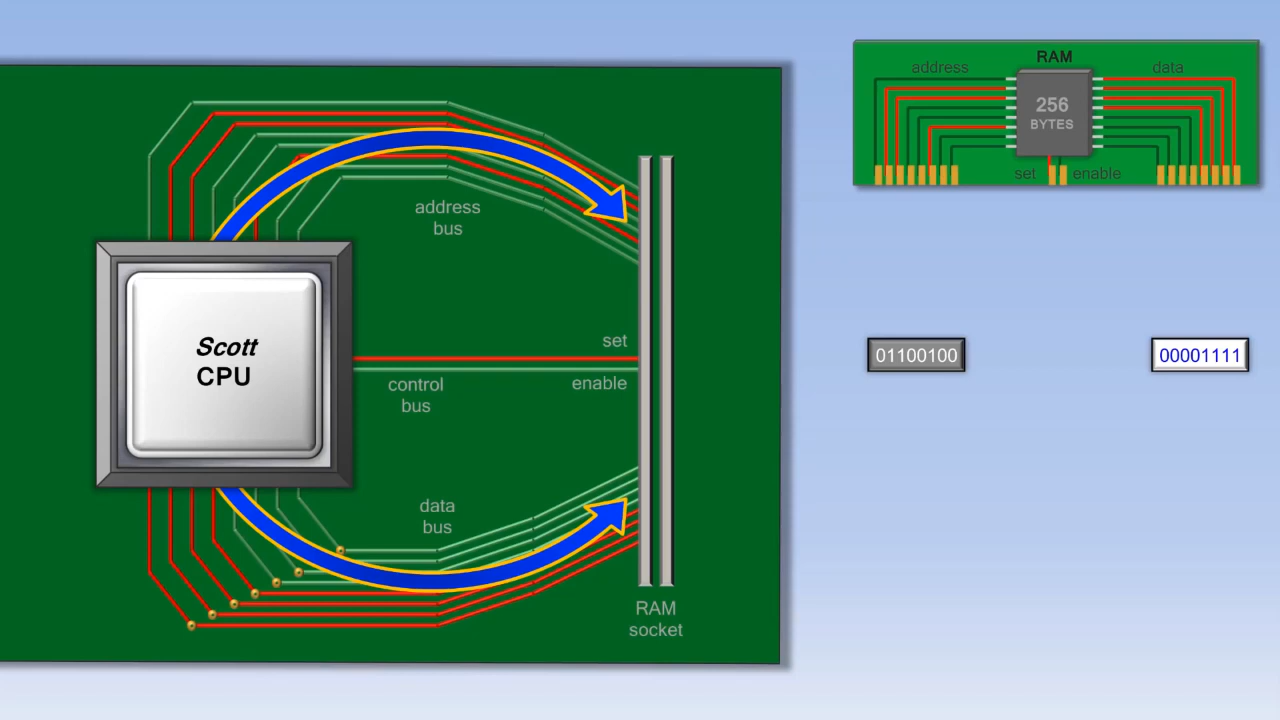 RAM
address
data
256
BYTES
set
enable
address
bus
set
Scott
CPU
control
bus
enable
01100100
00001111
data
bus
RAM
socket